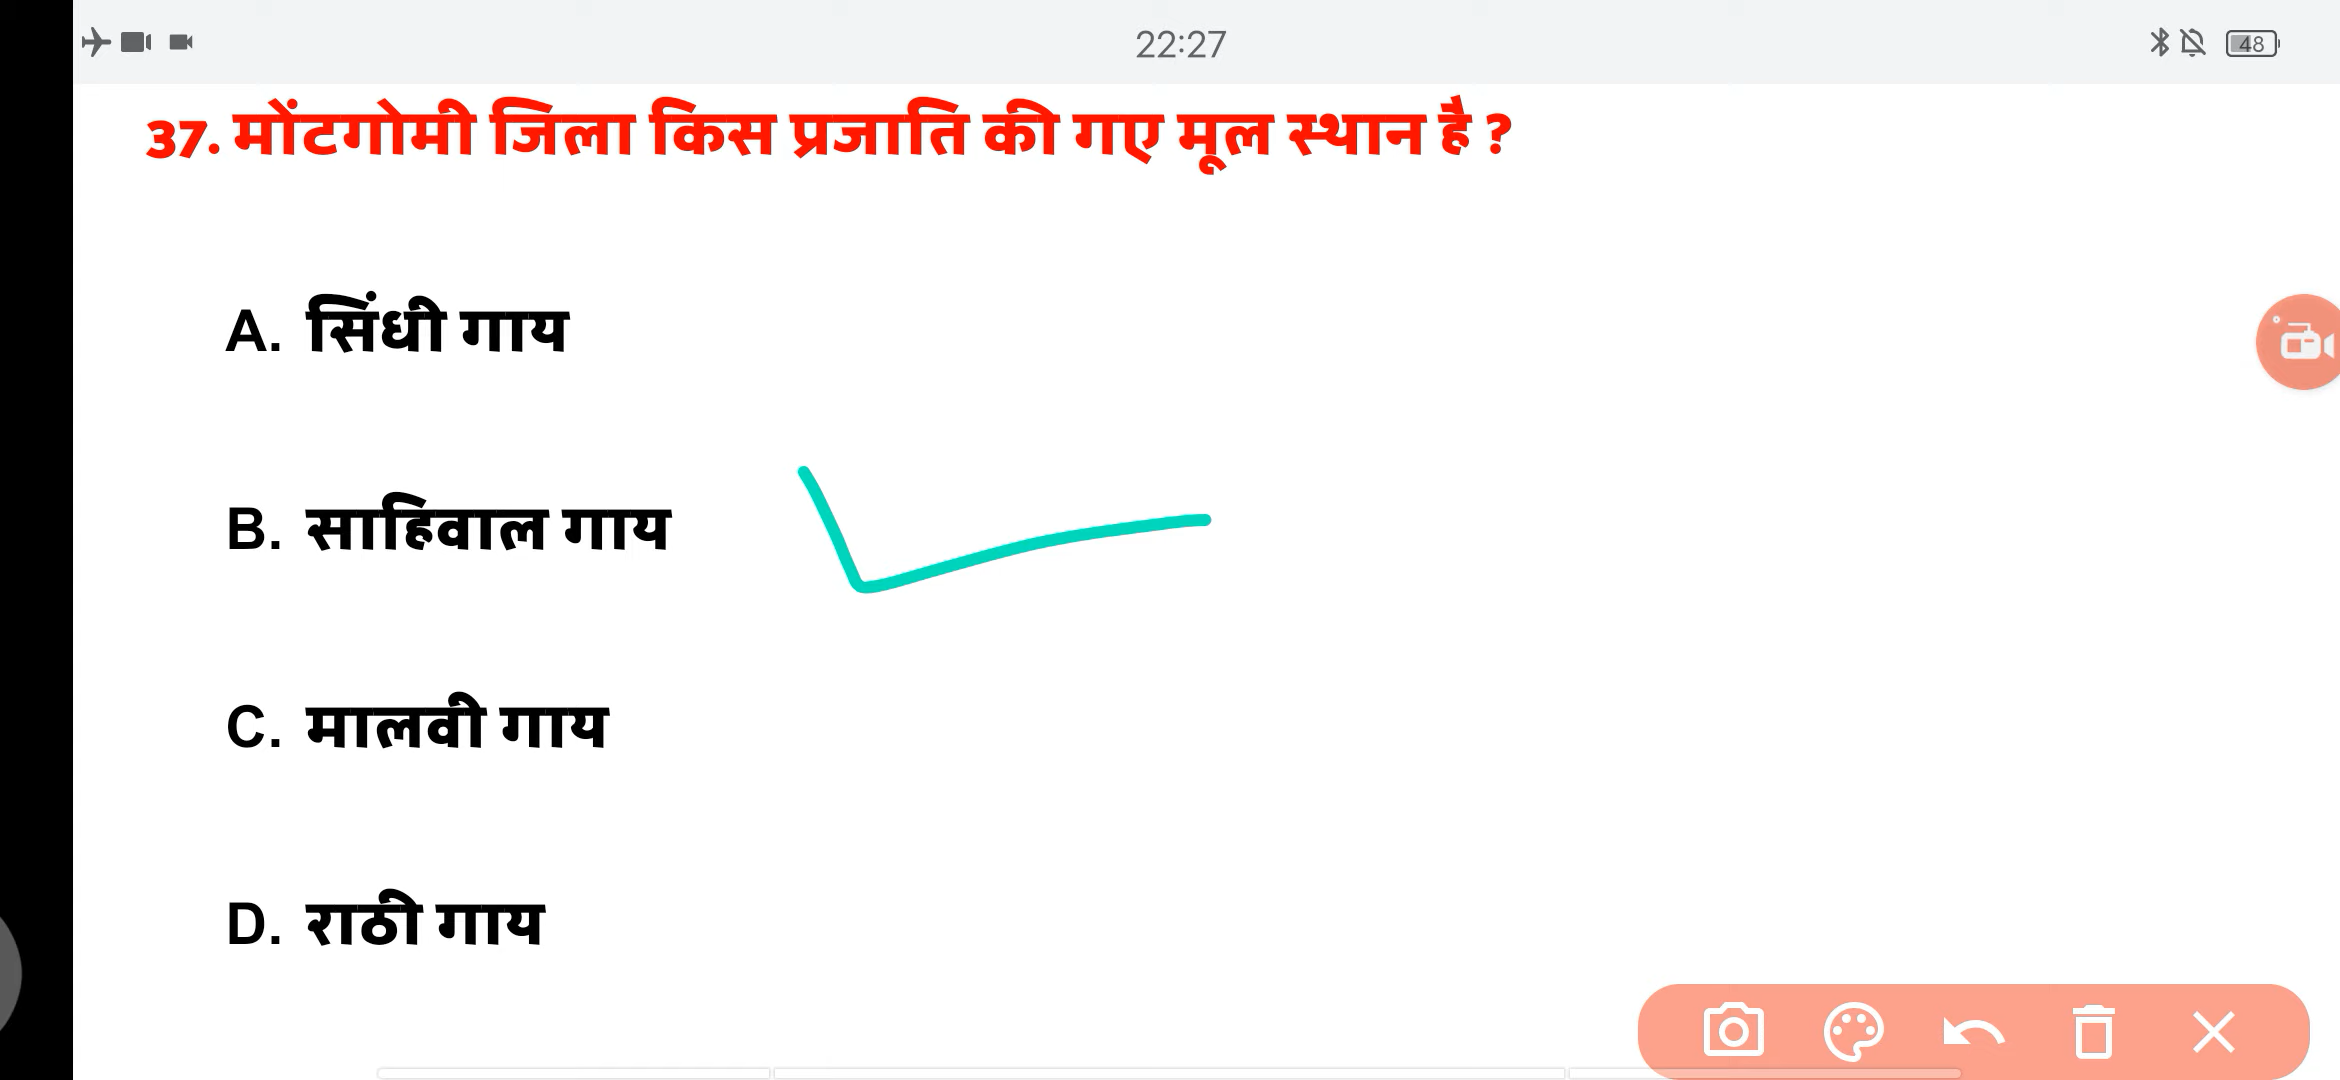 22:27
48
37. मोंटगोमी जिला किस प्रजाति की गए मूल स्थान है ?
A. सिंधी गाय
B. साहिवाल गाय
C. मालवी गाय
D. राठी गाय